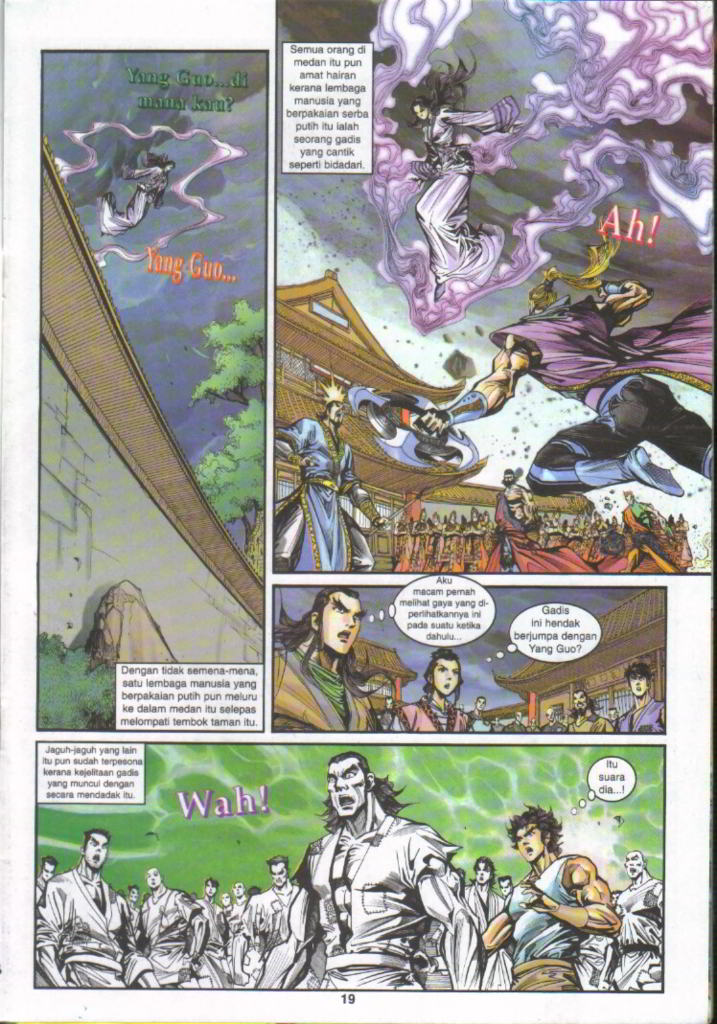 Yang Guo...di
mana kau?
Yang Guo...
Dengan tidak semena-mena,
satu lembaga manusia yang
berpakaian putih pun meluru
ke dalam medan itu selepas
melompati tembok taman itu.
Semua orang di
medan itu pun
amat hairan
kerana lembaga
manusia yang
berpakaian serba
putih itu ialah
seorang gadis
yang cantik
seperti bidadari.
Ah!
Aku
macam pernah
melihat gaya yang di-
perlihatkannya ini
pada suatu ketika
dahulu...
Gadis
ini hendak
berjumpa dengan
Yang Guo?
Jaguh-jaguh yang lain
itu pun sudah terpesona
kerana kejelitaan gadis
yang muncul dengan
secara mendadak itu.
Wah!
Itu
suara
dia...!
19